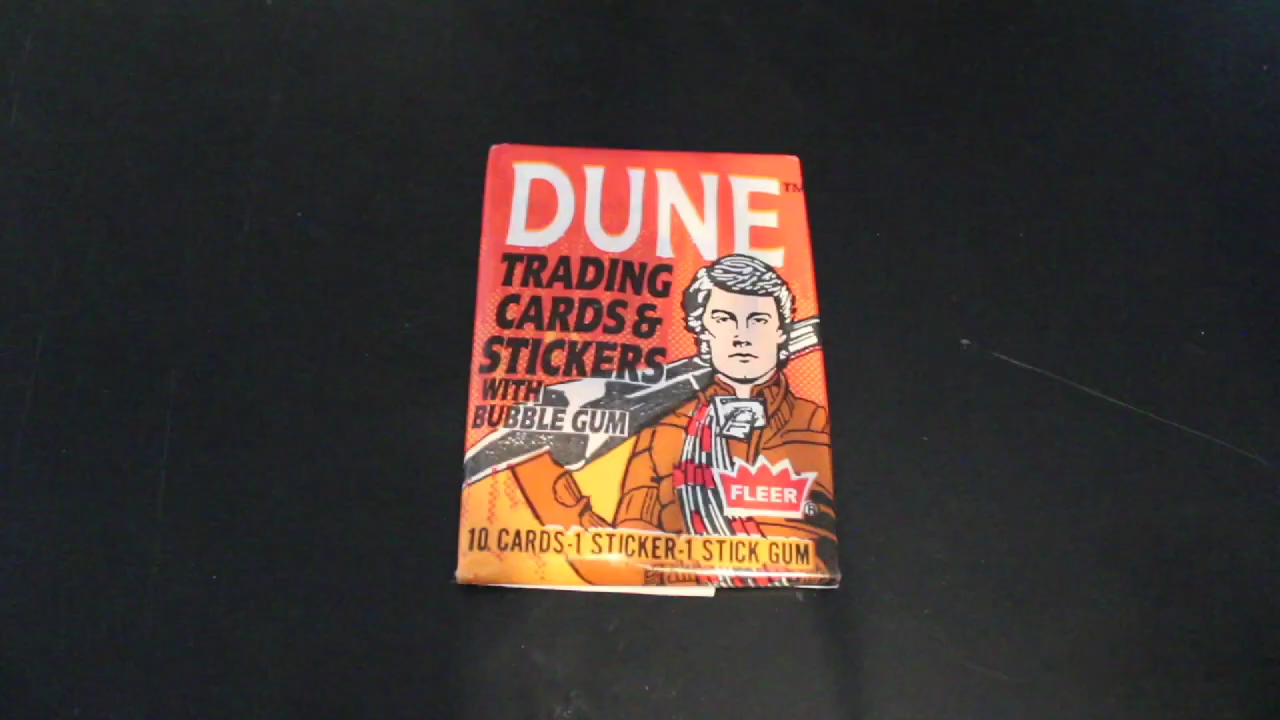 DUNE™
TRADING
CARDS &
STICKERS
WITH
BUBBLE GUM
FLEER®
10 CARDS-1 STICKER-1 STICK GUM